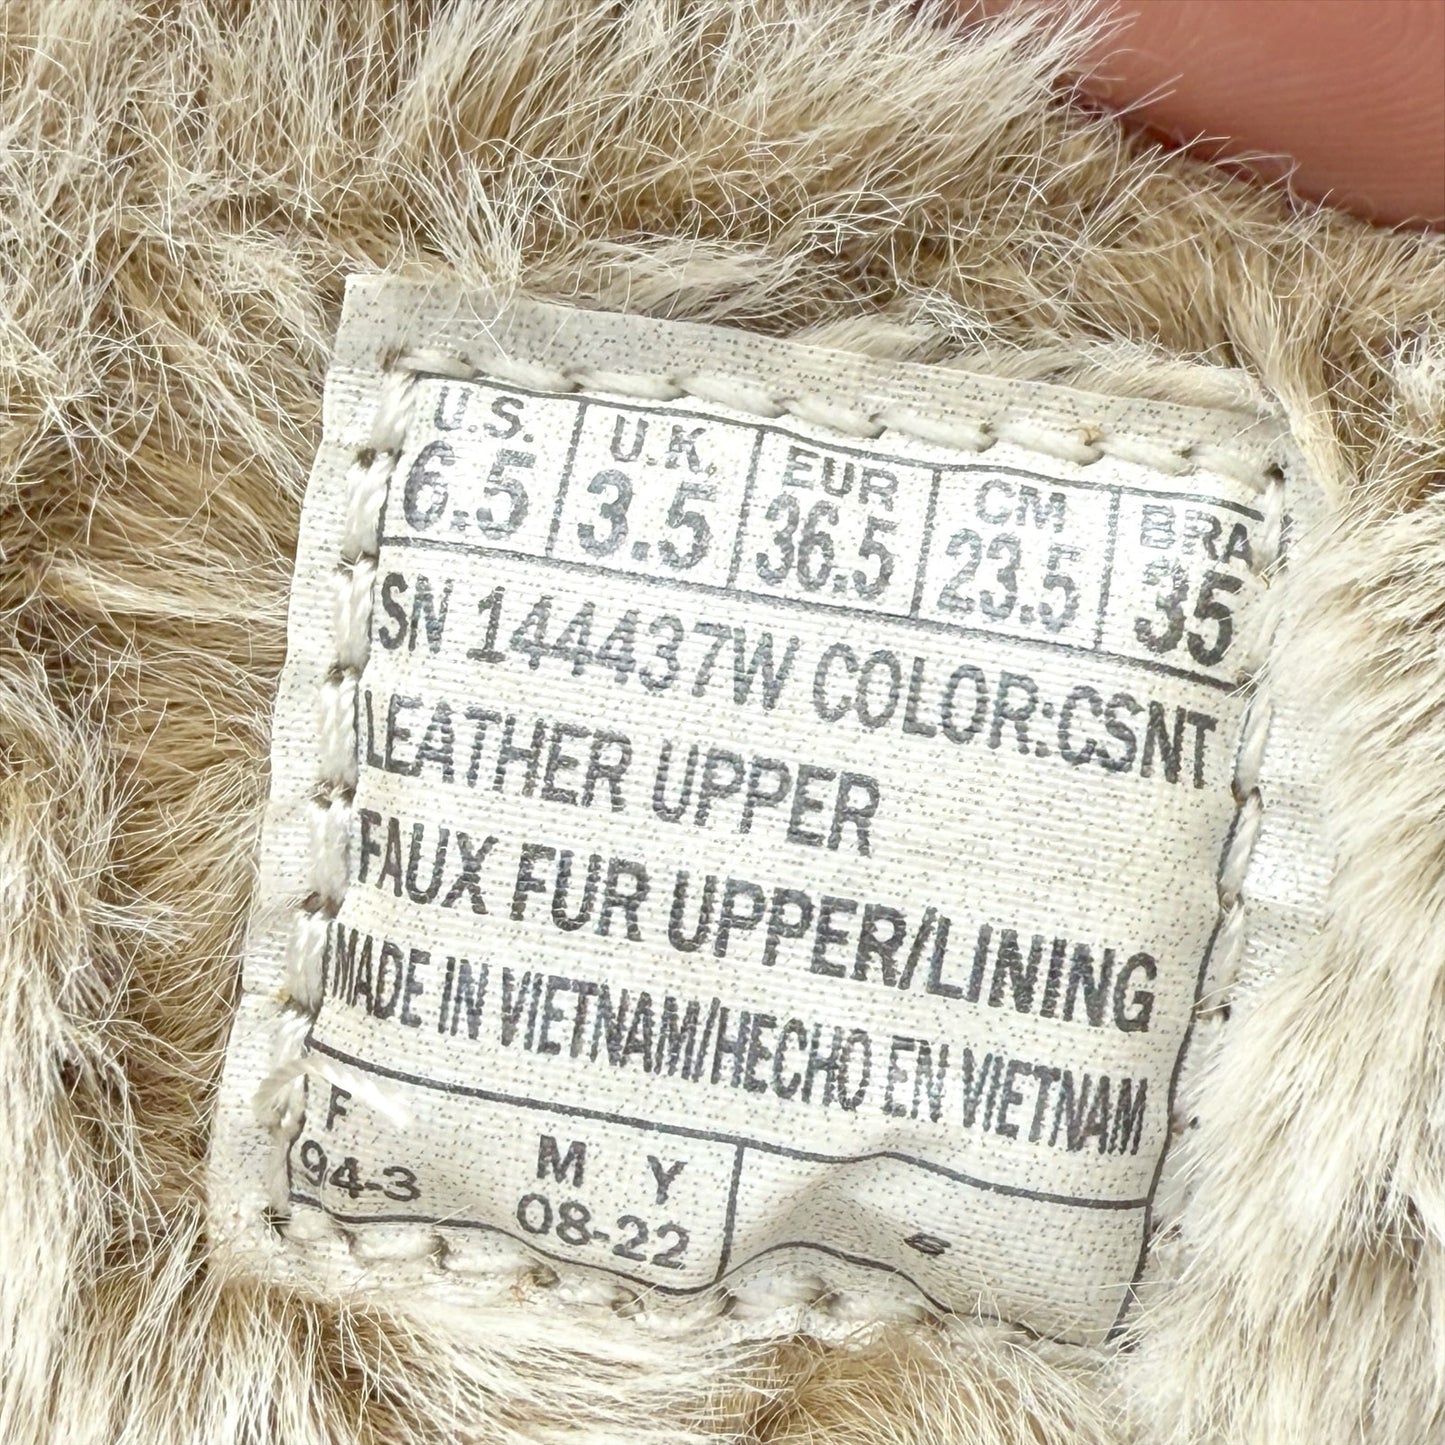 U.S. U.K. EUR CM BRA
6.5 3.5 36.5 23.5 35
SN 144437W COLOR:CSNT
LEATHER UPPER
FAUX FUR UPPER/LINING
MADE IN VIETNAM/HECHO EN VIETNAM
F M Y
94-3 08-22